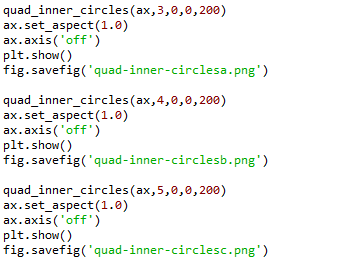 quad_inner_circles(ax,3,0,0,200)
ax.set_aspect(1.0)
ax.axis('off')
plt.show()
fig.savefig('quad-inner-circlesa.png')
quad_inner_circles(ax,4,0,0,200)
ax.set_aspect(1.0)
ax.axis('off')
plt.show()
fig.savefig('quad-inner-circlesb.png')
quad_inner_circles(ax,5,0,0,200)
ax.set_aspect(1.0)
ax.axis('off')
plt.show()
fig.savefig('quad-inner-circlesc.png')